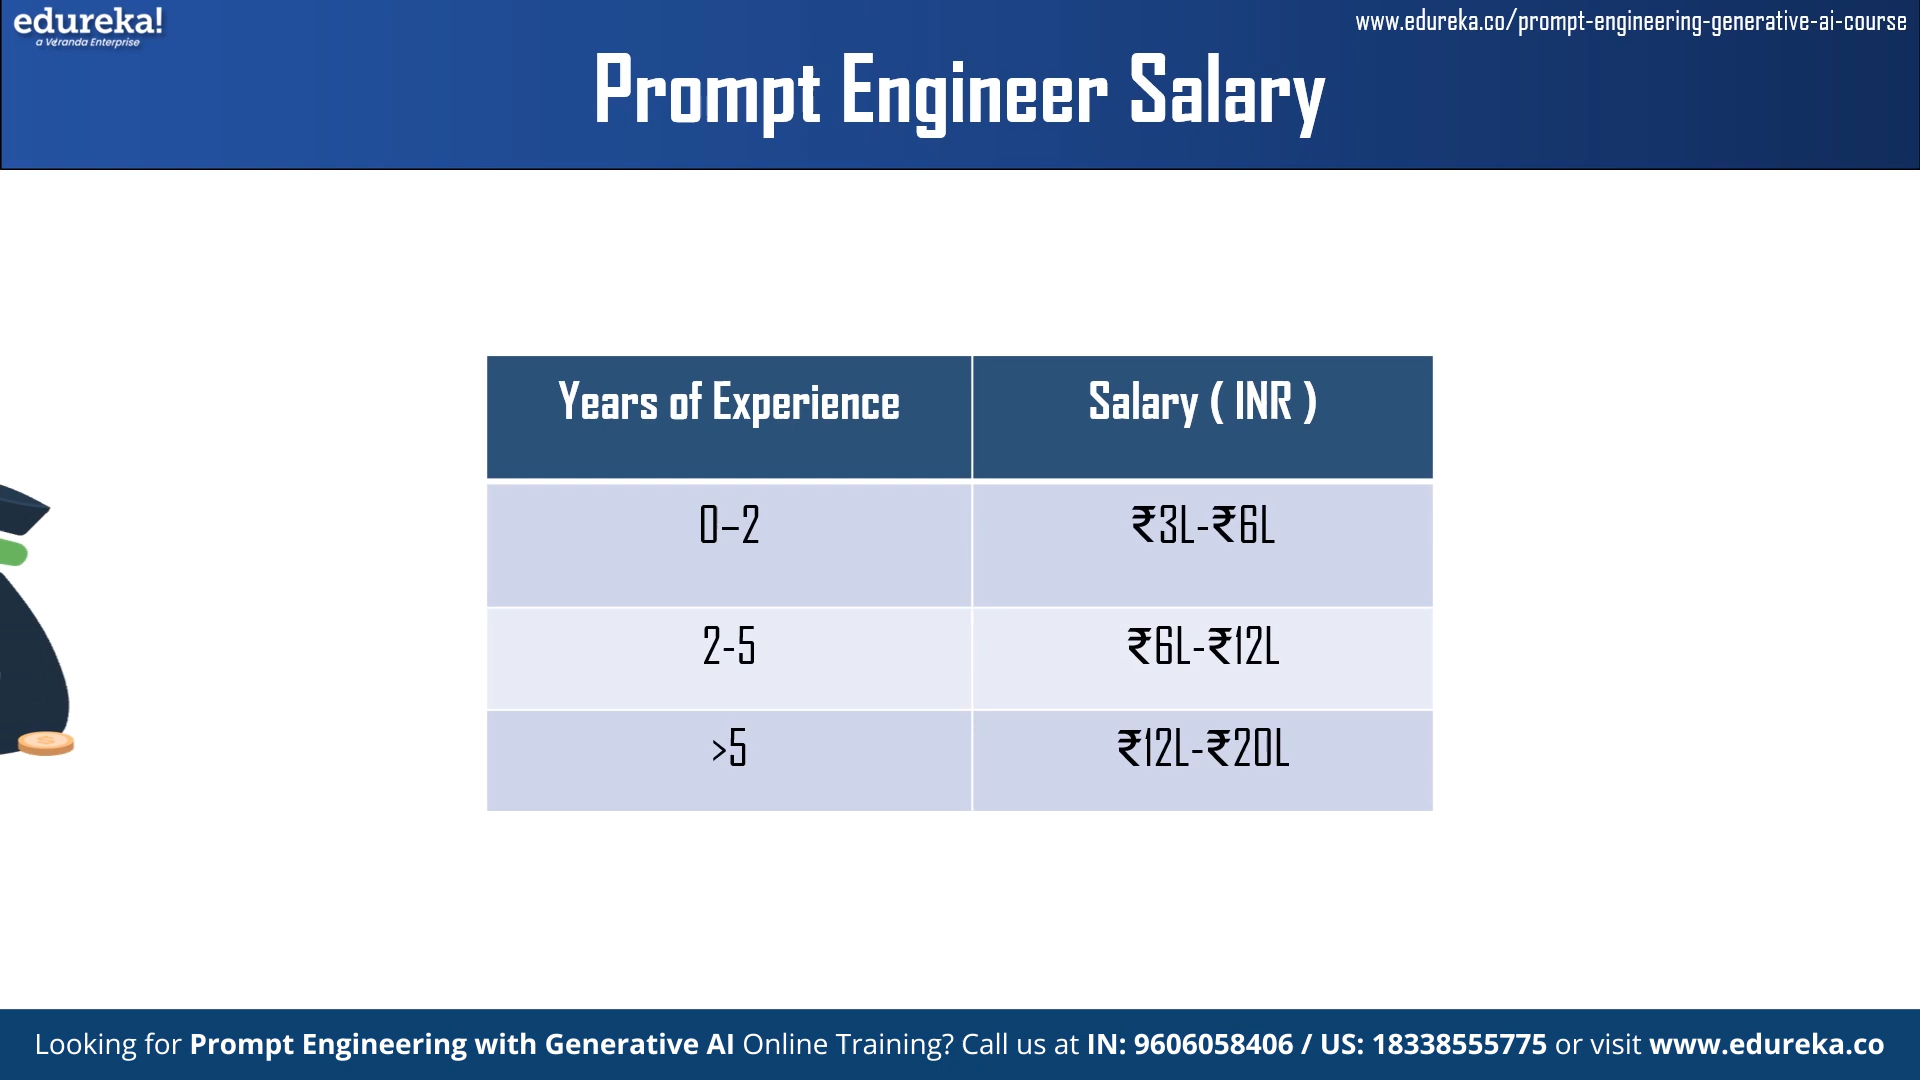 edureka!
a Veranda Enterprise
www.edureka.co/prompt-engineering-generative-ai-course
Prompt Engineer Salary
Years of Experience Salary ( INR )
0–2 ₹3L-₹6L
2-5 ₹6L-₹12L
>5 ₹12L-₹20L
Looking for Prompt Engineering with Generative AI Online Training? Call us at IN: 9606058406 / US: 18338555775 or visit www.edureka.co